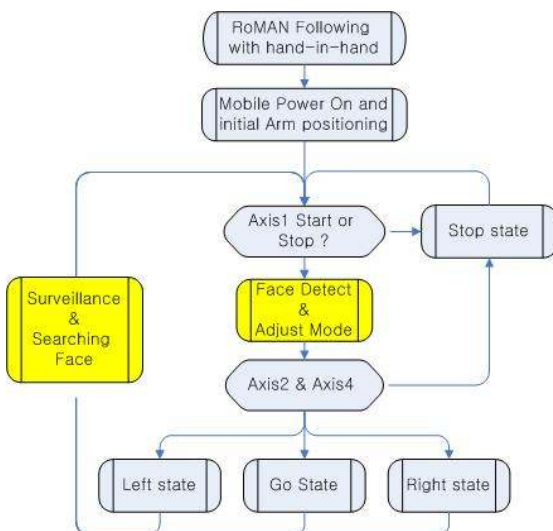 RoMAN Following
with hand-in-hand
Mobile Power On and
initial Arm positioning
Axis1 Start or
Stop ?
Stop state
Surveillance
&
Searching
Face
Face Detect
&
Adjust Mode
Axis2 & Axis4
Left state
Go State
Right state